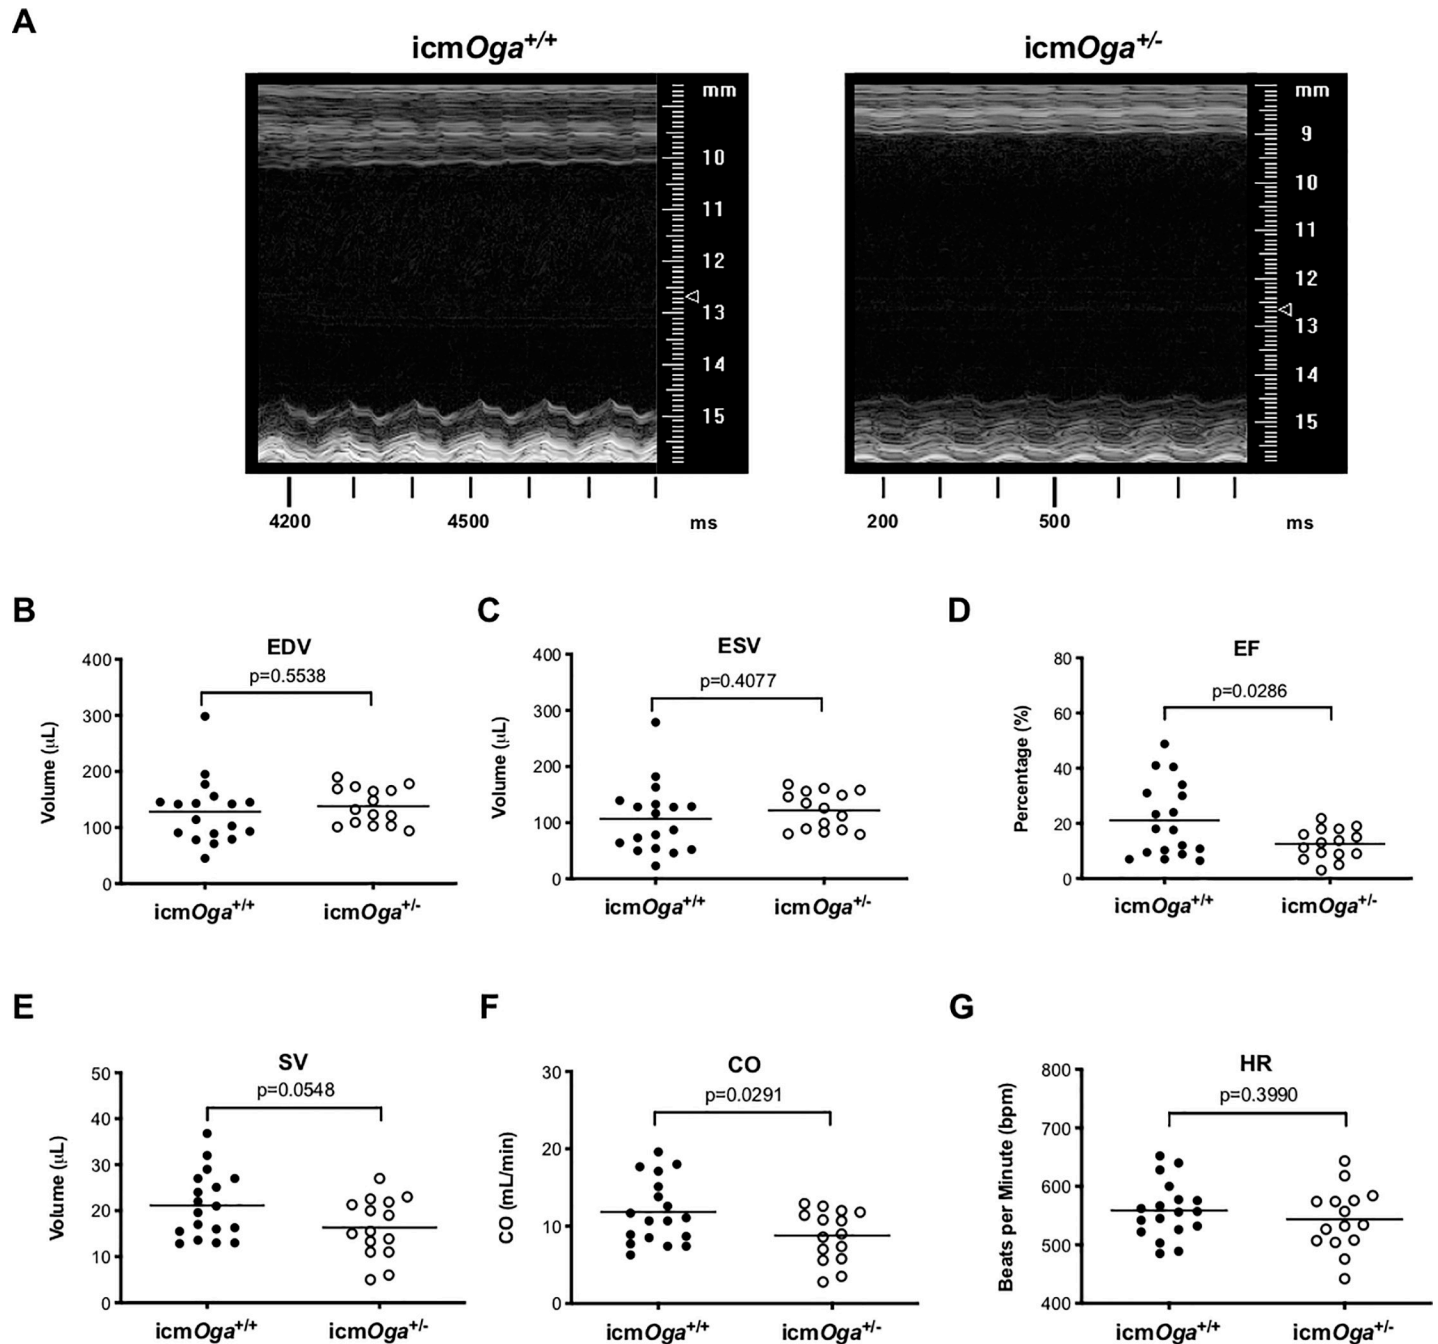 A
icmOga+/+
icmOga+/-
mm
10
11
12
13
14
15
mm
9
10
11
12
13
14
15
4200
4500
ms
200
500
ms
B
C
D
EDV
p=0.5538
400
300
200
100
0
Volume (μL)
icmOga+/+
icmOga+/-
ESV
p=0.4077
400
300
200
100
0
Volume (μL)
icmOga+/+
icmOga+/-
EF
p=0.0286
80
60
40
20
0
Percentage (%)
icmOga+/+
icmOga+/-
E
F
G
SV
p=0.0548
50
40
30
20
10
0
Volume (μL)
icmOga+/+
icmOga+/-
CO
p=0.0291
30
20
10
0
CO (mL/min)
icmOga+/+
icmOga+/-
HR
p=0.3990
800
700
600
500
400
Beats per Minute (bpm)
icmOga+/+
icmOga+/-